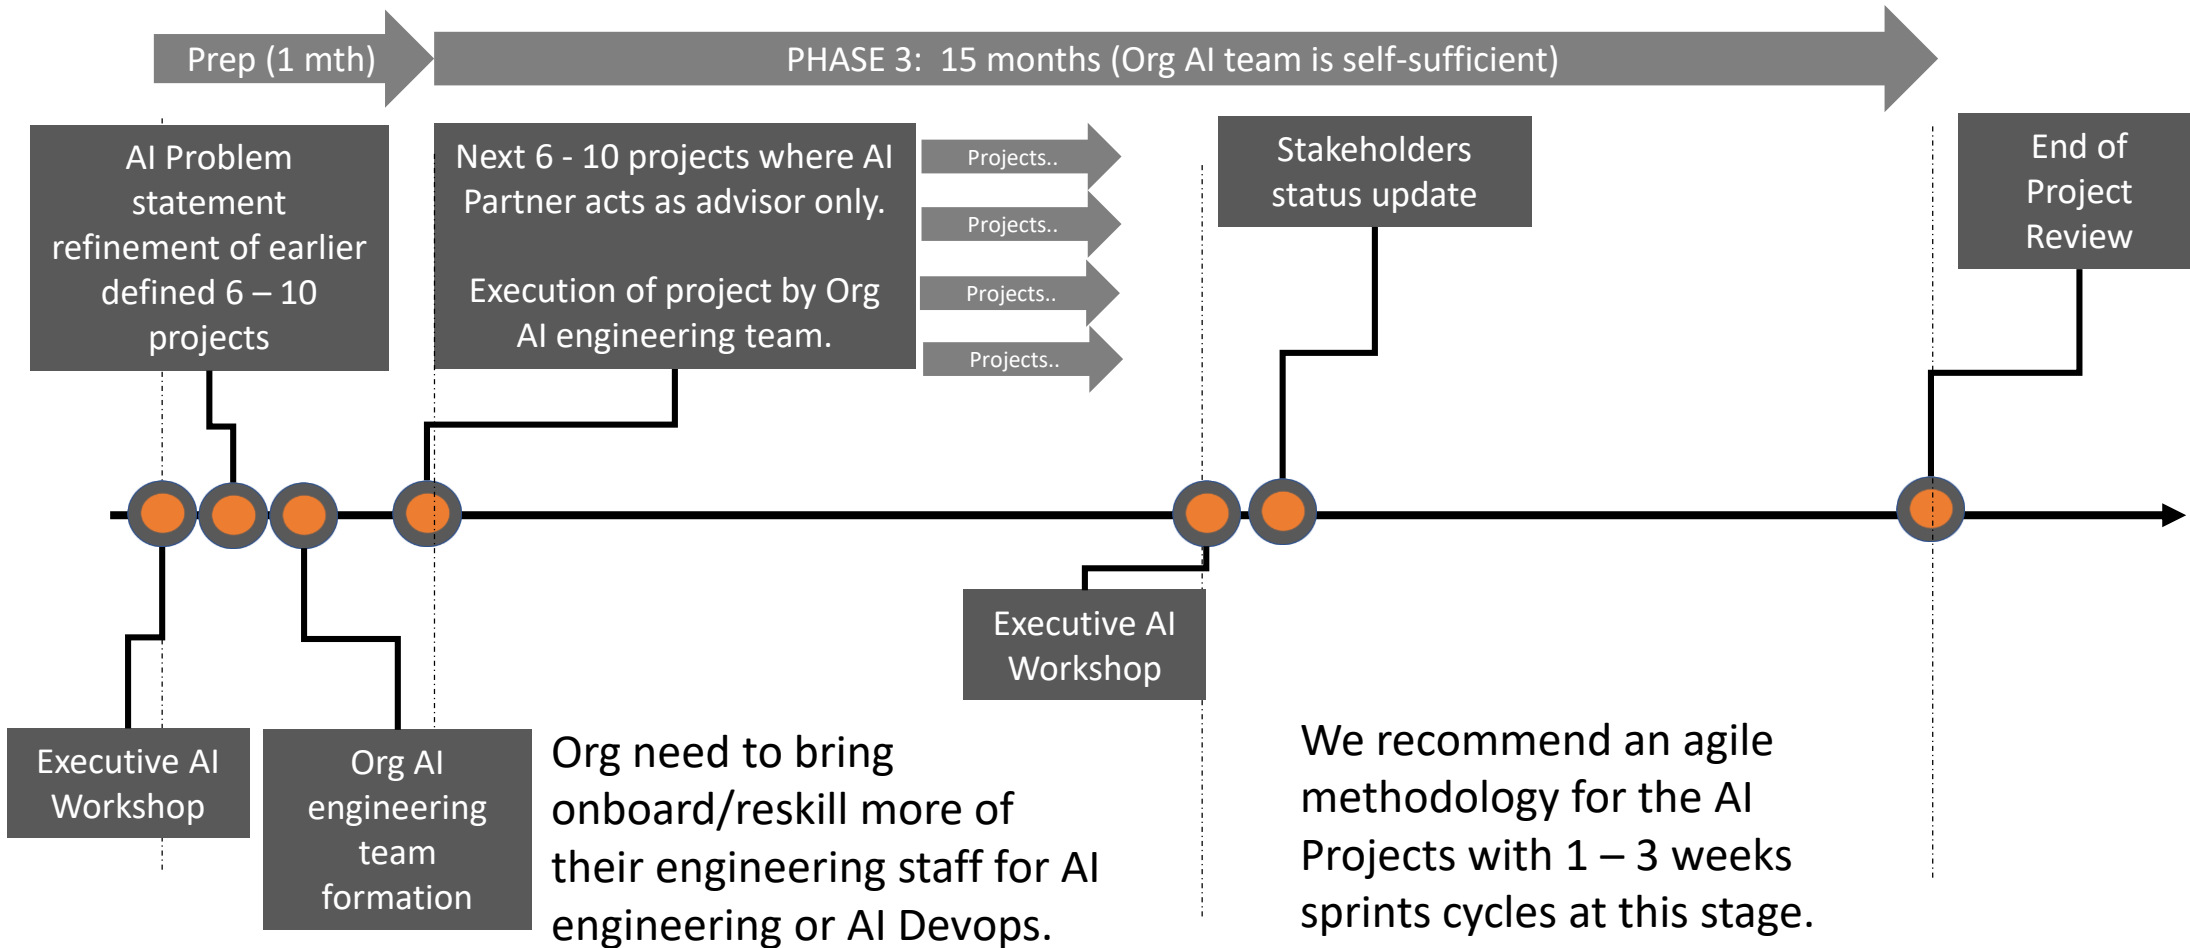 Prep (1 mth)
PHASE 3:  15 months (Org AI team is self-sufficient)
AI Problem
statement
refinement of earlier
defined 6 – 10
projects
Next 6 - 10 projects where AI
Partner acts as advisor only.
Execution of project by Org
AI engineering team.
Projects..
Projects..
Projects..
Projects..
Stakeholders
status update
End of
Project
Review
Executive AI
Workshop
Org AI
engineering
team
formation
Executive AI
Workshop
Org need to bring
onboard/reskill more of
their engineering staff for AI
engineering or AI Devops.
We recommend an agile
methodology for the AI
Projects with 1 – 3 weeks
sprints cycles at this stage.